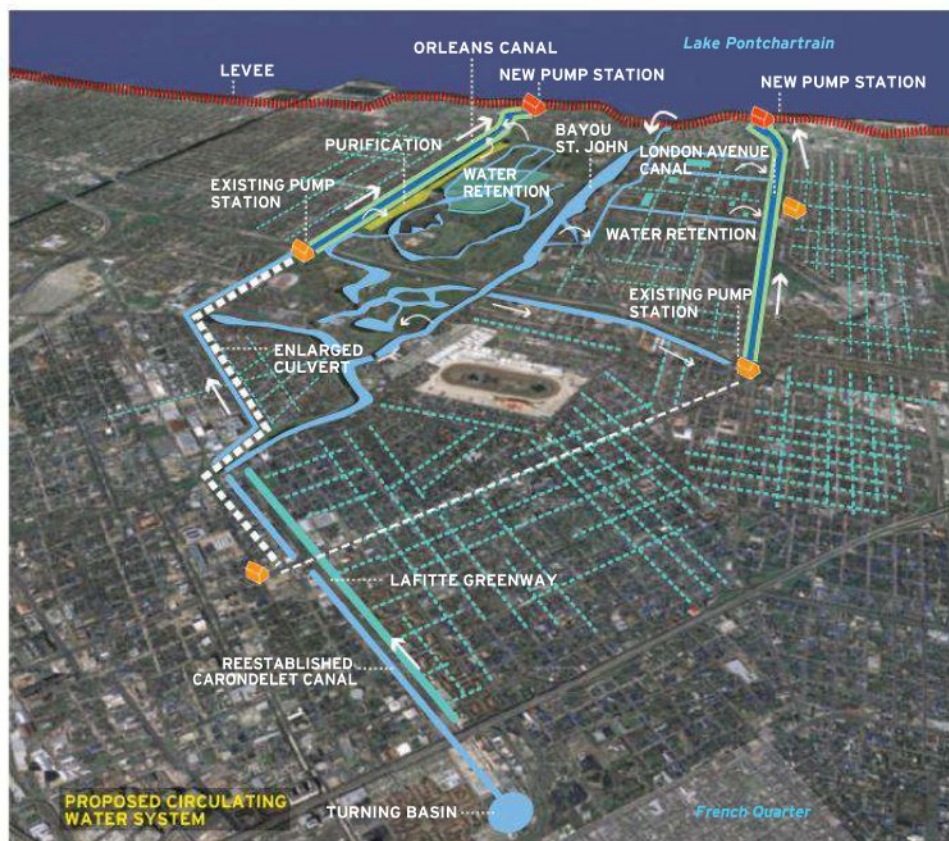 Lake Pontchartrain
ORLEANS CANAL
LEVEE
NEW PUMP STATION
NEW PUMP STATION
PURIFICATION
BAYOU
ST. JOHN
LONDON AVENUE
CANAL
WATER
RETENTION
EXISTING PUMP
STATION
WATER RETENTION
EXISTING PUMP
STATION
ENLARGED
CULVERT
LAFITTE GREENWAY
REESTABLISHED
CARONDELET CANAL
PROPOSED CIRCULATING
WATER SYSTEM
TURNING BASIN
French Quarter